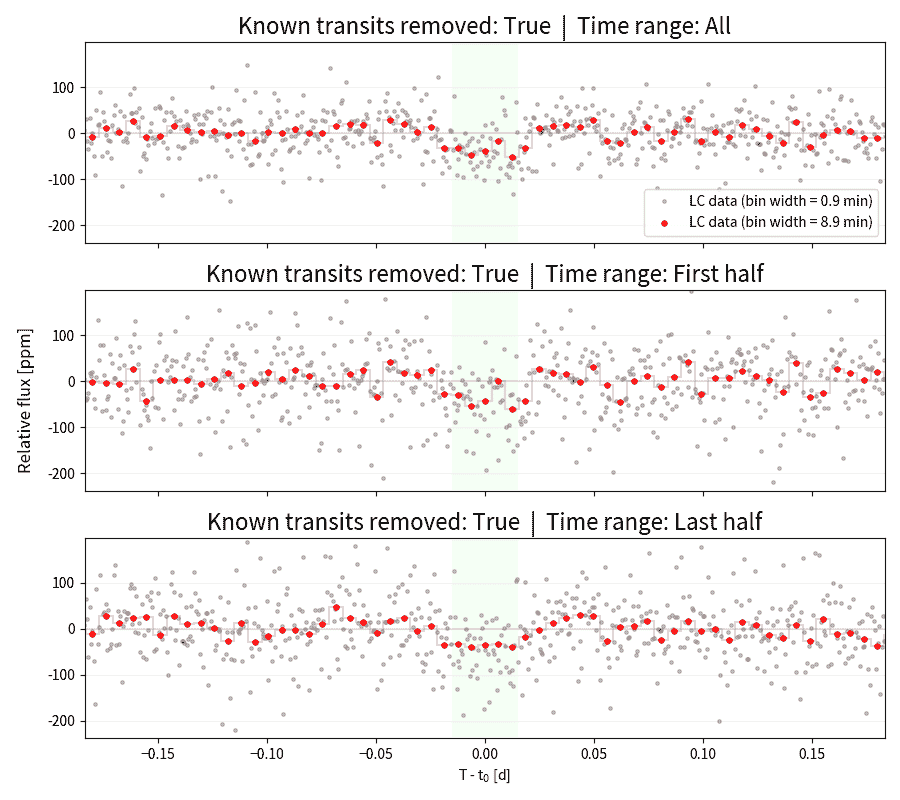 Known transits removed: True | Time range: All
100
0
-100
-200
LC data (bin width = 0.9 min)
LC data (bin width = 8.9 min)
Known transits removed: True | Time range: First half
100
0
-100
-200
Relative flux [ppm]
Known transits removed: True | Time range: Last half
100
0
-100
-200
−0.15 −0.10 −0.05 0.00 0.05 0.10 0.15
T - t₀ [d]